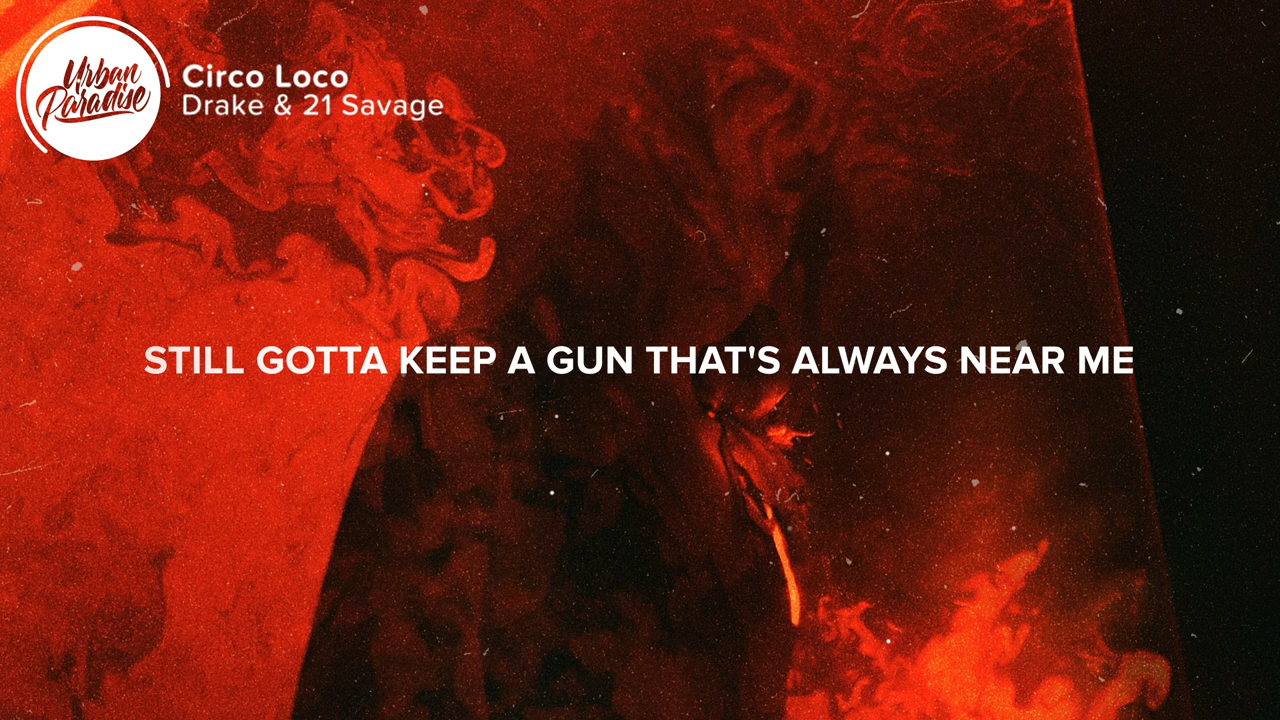 Urban
Paradise
Circo Loco
Drake & 21 Savage
STILL GOTTA KEEP A GUN THAT'S ALWAYS NEAR ME